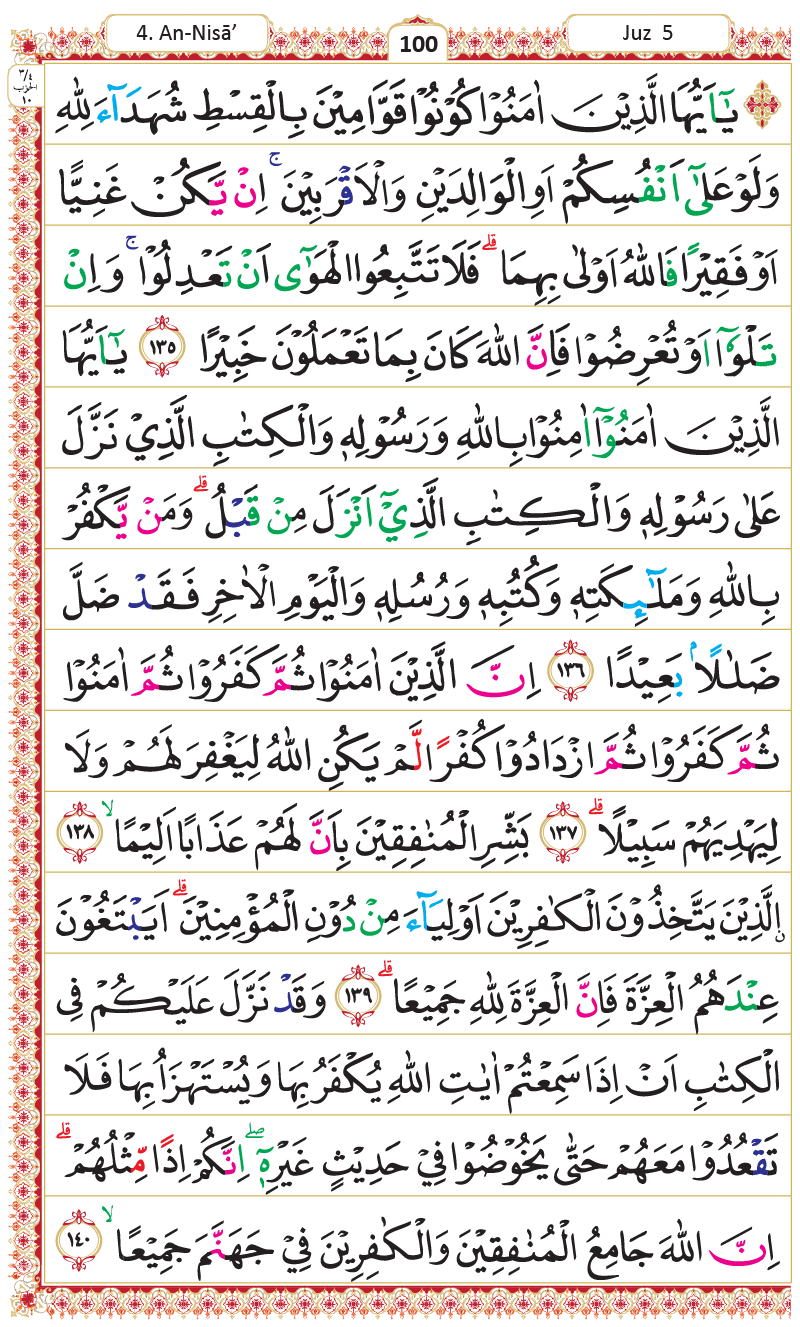 4. An-Nisā’
100
Juz 5
٣/٤
الحزب
١٠
يٰٓاَيُّهَا الَّذِيْنَ اٰمَنُوْا كُوْنُوْا قَوَّامِيْنَ بِالْقِسْطِ شُهَدَاۤءَ لِلّٰهِ
وَلَوْ عَلٰٓى اَنْفُسِكُمْ اَوِ الْوَالِدَيْنِ وَالْاَقْرَبِيْنَ ۚ اِنْ يَّكُنْ غَنِيًّا
اَوْ فَقِيْرًا فَاللّٰهُ اَوْلٰى بِهِمَا ۗ فَلَا تَتَّبِعُوا الْهَوٰٓى اَنْ تَعْدِلُوْا ۚ وَاِنْ
تَلْوٗٓا اَوْ تُعْرِضُوْا فَاِنَّ اللّٰهَ كَانَ بِمَا تَعْمَلُوْنَ خَبِيْرًا ١٣٥ يٰٓاَيُّهَا
الَّذِيْنَ اٰمَنُوْٓا اٰمِنُوْا بِاللّٰهِ وَرَسُوْلِهٖ وَالْكِتٰبِ الَّذِيْ نَزَّلَ
عَلٰى رَسُوْلِهٖ وَالْكِتٰبِ الَّذِيْٓ اَنْزَلَ مِنْ قَبْلُ ۗ وَمَنْ يَّكْفُرْ
بِاللّٰهِ وَمَلٰۤىِٕكَتِهٖ وَكُتُبِهٖ وَرُسُلِهٖ وَالْيَوْمِ الْاٰخِرِ فَقَدْ ضَلَّ
ضَلٰلًا ۢ بَعِيْدًا ١٣٦ اِنَّ الَّذِيْنَ اٰمَنُوْا ثُمَّ كَفَرُوْا ثُمَّ اٰمَنُوْا
ثُمَّ كَفَرُوْا ثُمَّ ازْدَادُوْا كُفْرًا لَّمْ يَكُنِ اللّٰهُ لِيَغْفِرَ لَهُمْ وَلَا
لِيَهْدِيَهُمْ سَبِيْلًا ۗ ١٣٧ بَشِّرِ الْمُنٰفِقِيْنَ بِاَنَّ لَهُمْ عَذَابًا اَلِيْمًا ۙ ١٣٨
ࣙالَّذِيْنَ يَتَّخِذُوْنَ الْكٰفِرِيْنَ اَوْلِيَاۤءَ مِنْ دُوْنِ الْمُؤْمِنِيْنَ ۗ اَيَبْتَغُوْنَ
عِنْدَهُمُ الْعِزَّةَ فَاِنَّ الْعِزَّةَ لِلّٰهِ جَمِيْعًا ۗ ١٣٩ وَقَدْ نَزَّلَ عَلَيْكُمْ فِى
الْكِتٰبِ اَنْ اِذَا سَمِعْتُمْ اٰيٰتِ اللّٰهِ يُكْفَرُ بِهَا وَيُسْتَهْزَاُ بِهَا فَلَا
تَقْعُدُوْا مَعَهُمْ حَتّٰى يَخُوْضُوْا فِيْ حَدِيْثٍ غَيْرِهٖٓ ۖ اِنَّكُمْ اِذًا مِّثْلُهُمْ ۗ
اِنَّ اللّٰهَ جَامِعُ الْمُنٰفِقِيْنَ وَالْكٰفِرِيْنَ فِيْ جَهَنَّمَ جَمِيْعًا ۙ ١٤٠